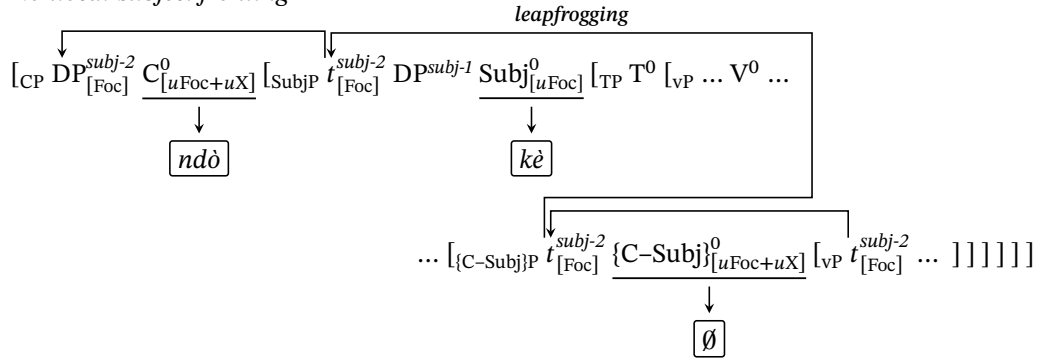 leapfrogging
[CP DP^subj-2_[Foc] C^0_[uFoc+uX] [SubjP t^subj-2_[Foc] DP^subj-1 Subj^0_[uFoc] [TP T^0 [vP ... V^0 ...
ndò kè
... [{C–Subj}P t^subj-2_[Foc] {C–Subj}^0_[uFoc+uX] [vP t^subj-2_[Foc] ... ] ] ] ] ] ]
Ø